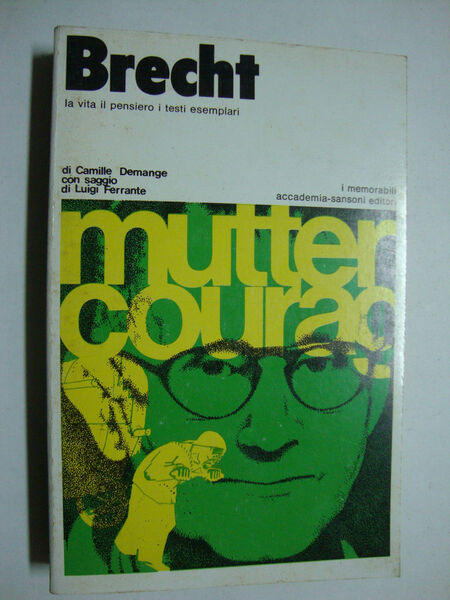 Brecht
la vita il pensiero i testi esemplari
di Camille Demange
con saggio
di Luigi Ferrante
i memorabili
accademia-sansoni editori
mutter
courag